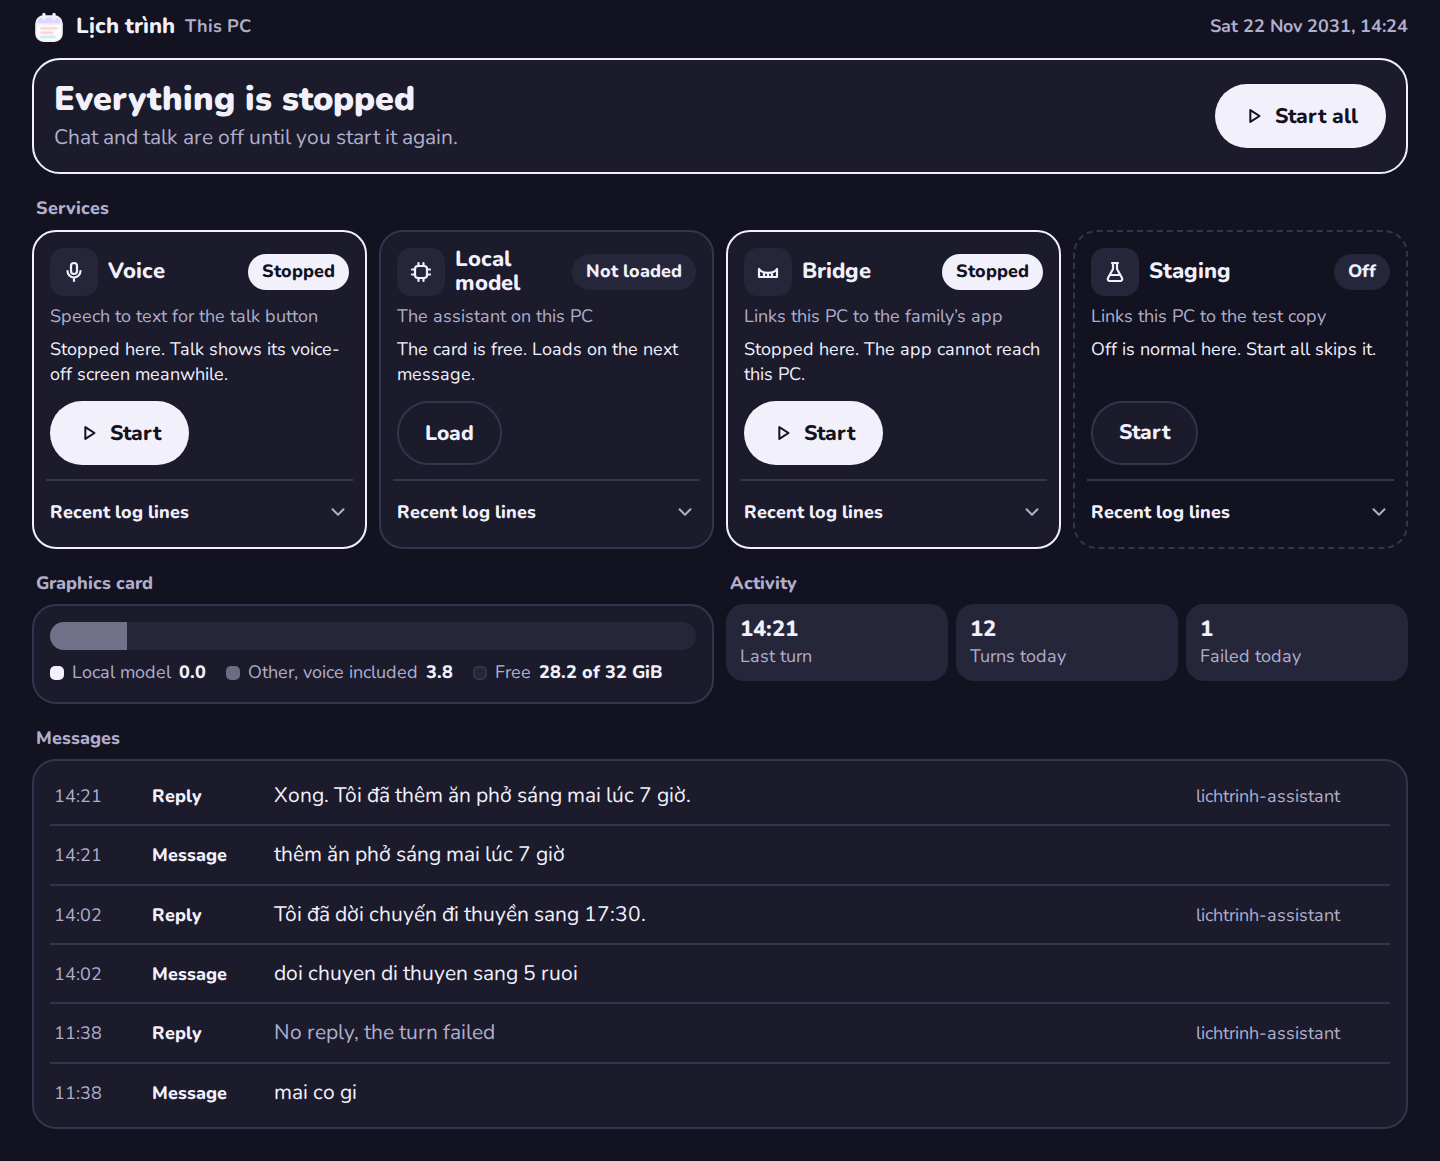 Lịch trình This PC
Sat 22 Nov 2031, 14:24
Everything is stopped
Chat and talk are off until you start it again.
Start all
Services
Voice
Stopped
Speech to text for the talk button
Stopped here. Talk shows its voice-
off screen meanwhile.
Start
Recent log lines
Local
model
Not loaded
The assistant on this PC
The card is free. Loads on the next
message.
Load
Recent log lines
Bridge
Stopped
Links this PC to the family's app
Stopped here. The app cannot reach
this PC.
Start
Recent log lines
Staging
Off
Links this PC to the test copy
Off is normal here. Start all skips it.
Start
Recent log lines
Graphics card
Local model 0.0 Other, voice included 3.8 Free 28.2 of 32 GiB
Activity
14:21
Last turn
12
Turns today
1
Failed today
Messages
14:21 Reply Xong. Tôi đã thêm ăn phở sáng mai lúc 7 giờ. lichtrinh-assistant
14:21 Message thêm ăn phở sáng mai lúc 7 giờ
14:02 Reply Tôi đã dời chuyến đi thuyền sang 17:30. lichtrinh-assistant
14:02 Message doi chuyen di thuyen sang 5 ruoi
11:38 Reply No reply, the turn failed lichtrinh-assistant
11:38 Message mai co gi